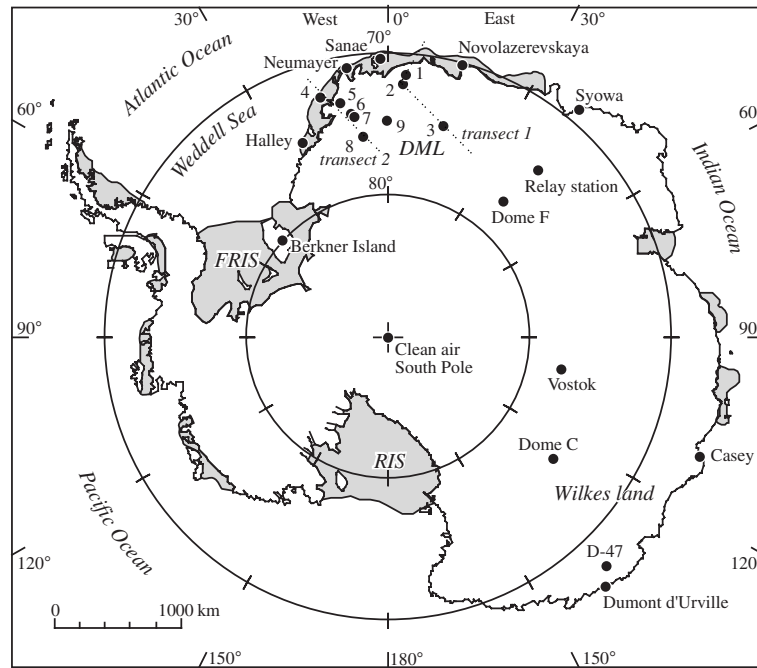 30° West 0° East 30°
70°
Sanae
Novolazerevskaya
Neumayer
Atlantic Ocean
1
2
4
5
6
7
9
3
8
transect 1
transect 2
DML
Syowa
60°
60°
Weddell Sea
Halley
Indian Ocean
Relay station
80°
Dome F
Berkner Island
FRIS
90°
90°
Clean air
South Pole
Vostok
RIS
Dome C
Casey
Wilkes land
Pacific Ocean
D-47
120°
120°
Dumont d'Urville
0 1000 km
150° 180° 150°